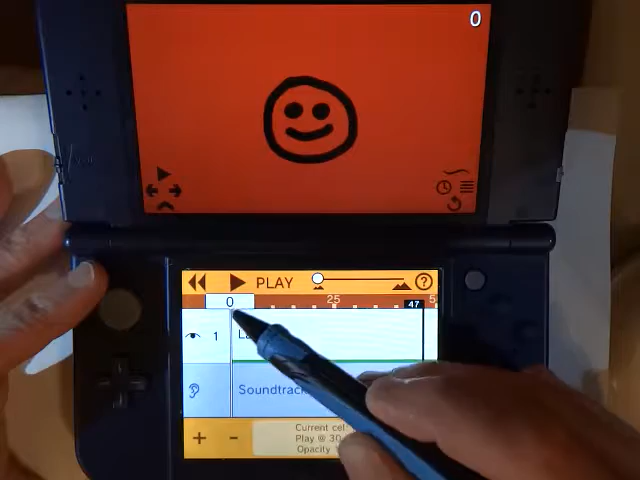 0
PLAY
0 25 47
1
Soundtrack
+ -
Current cel:
Play @ 30
Opacity